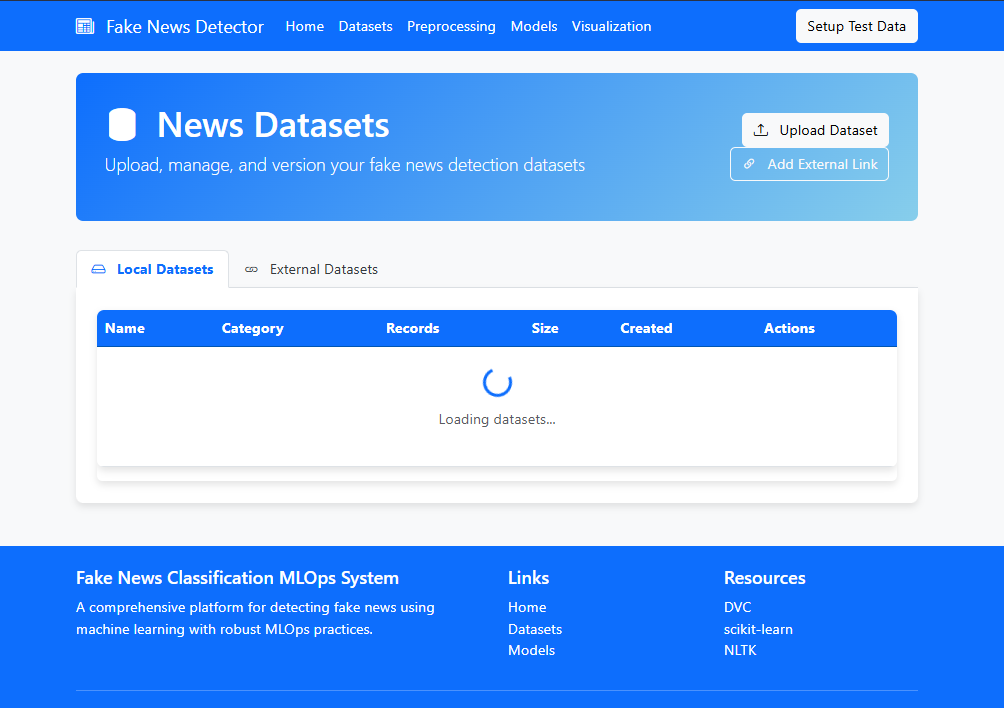 Fake News Detector Home Datasets Preprocessing Models Visualization Setup Test Data
News Datasets
Upload, manage, and version your fake news detection datasets
Upload Dataset
Add External Link
Local Datasets External Datasets
Name Category Records Size Created Actions
Loading datasets...
Fake News Classification MLOps System
A comprehensive platform for detecting fake news using
machine learning with robust MLOps practices.
Links
Home
Datasets
Models
Resources
DVC
scikit-learn
NLTK